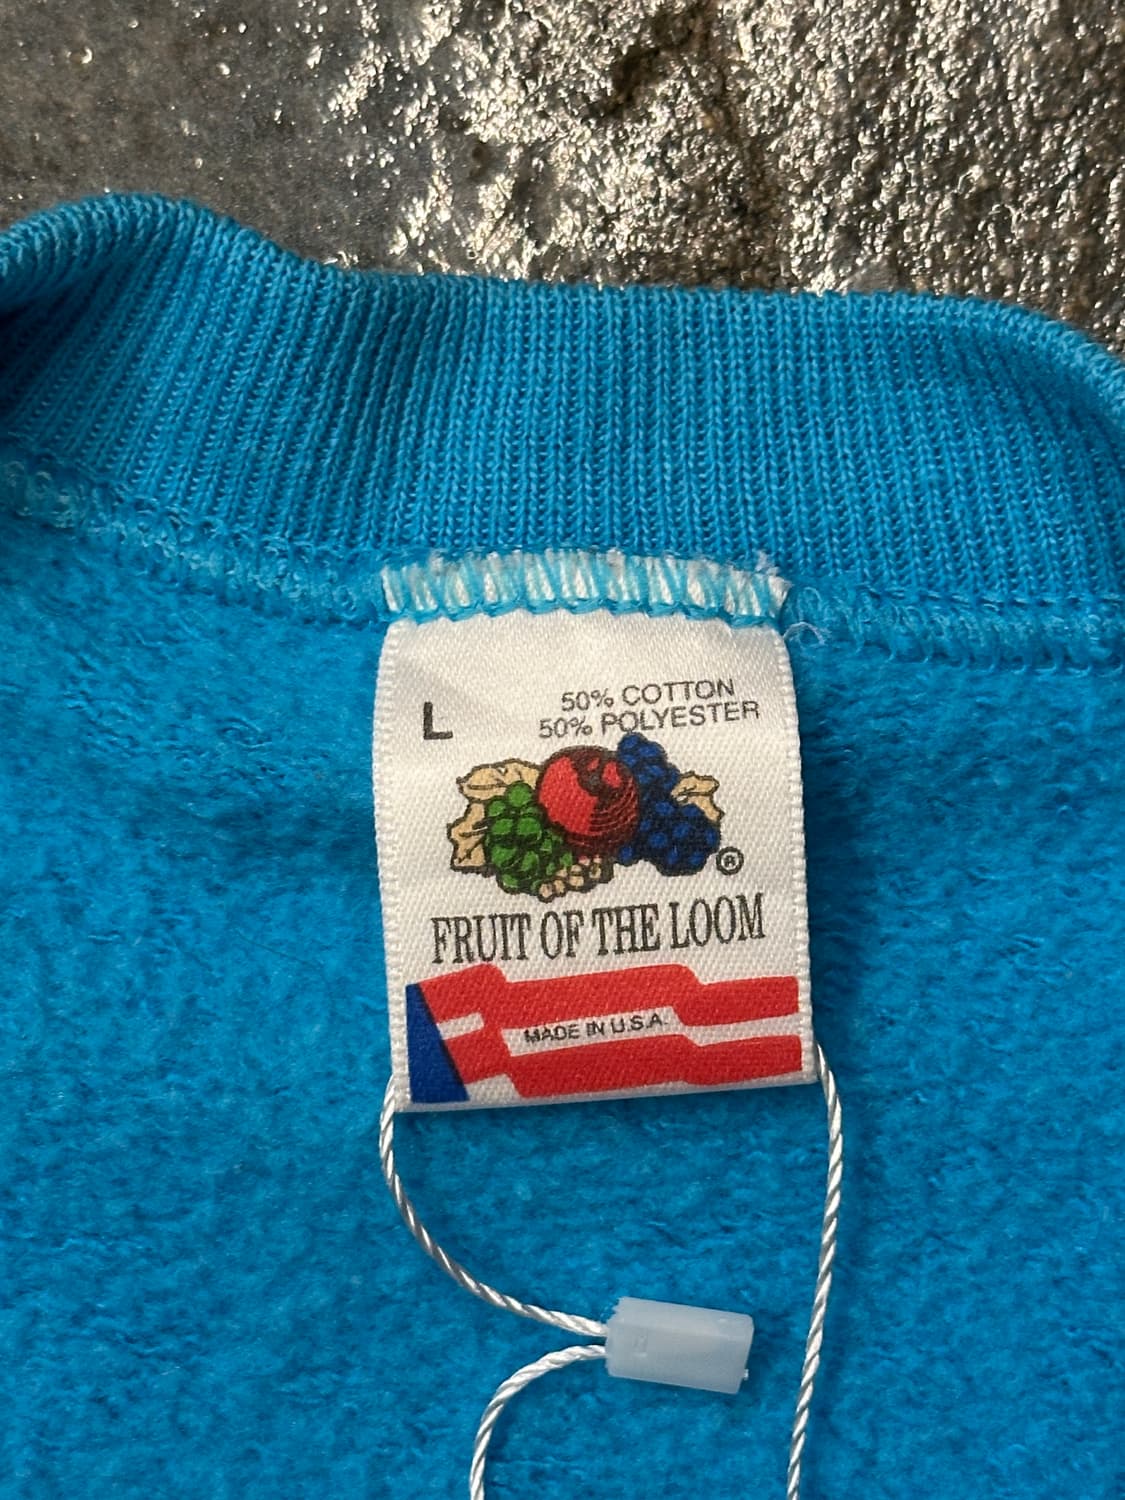 L
50% COTTON
50% POLYESTER
®
FRUIT OF THE LOOM
MADE IN U.S.A.